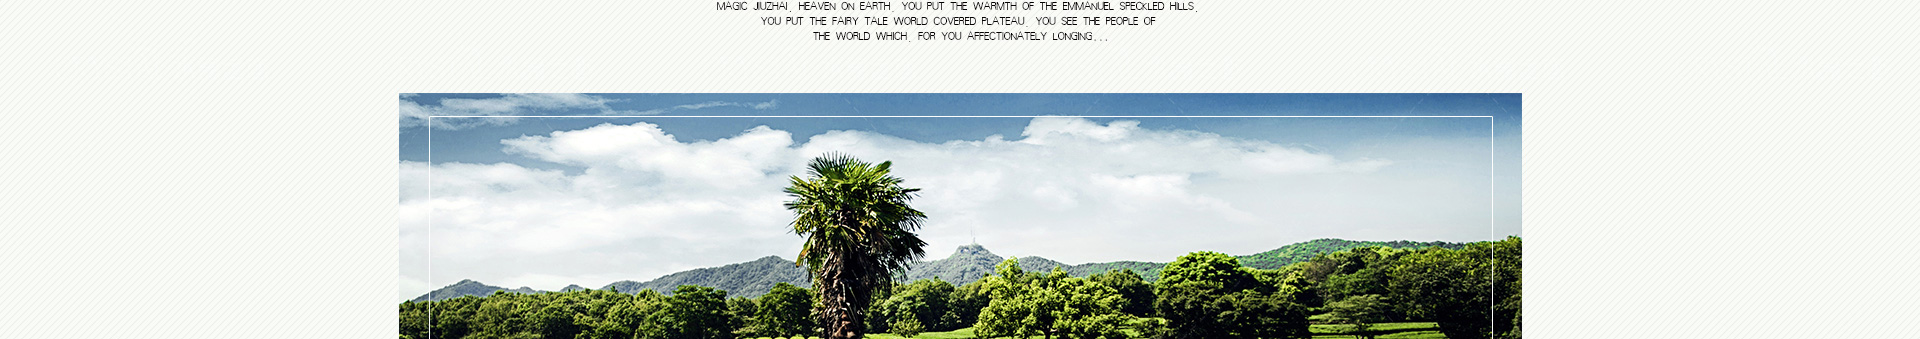 MAGIC JIUZHAI, HEAVEN ON EARTH, YOU PUT THE WARMTH OF THE EMMANUEL SPECKLED HILLS,
YOU PUT THE FAIRY TALE WORLD COVERED PLATEAU, YOU SEE THE PEOPLE OF
THE WORLD WHICH, FOR YOU AFFECTIONATELY LONGING...